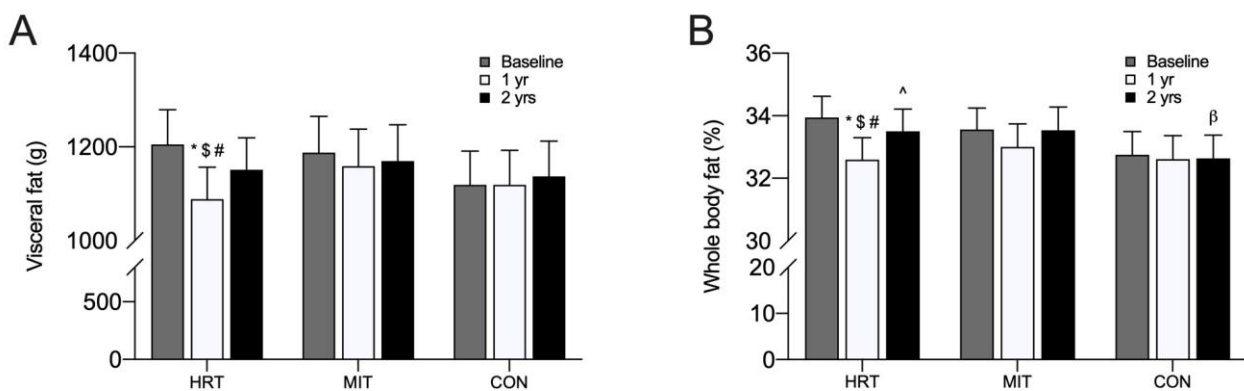 A
Visceral fat (g)
1400
1200
1000
500
0
Baseline
1 yr
2 yrs
* $ #
HRT
MIT
CON
B
Whole body fat (%)
36
34
32
30
20
10
0
Baseline
1 yr
2 yrs
* $ #
^
β
HRT
MIT
CON